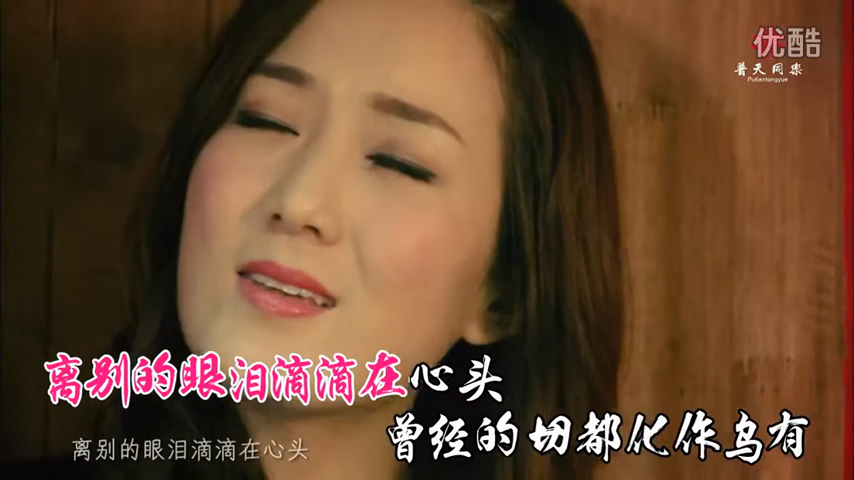 优酷
普天同乐
Putiantongyue
离别的眼泪滴滴在心头
曾经的切都化作乌有
离别的眼泪滴滴在心头